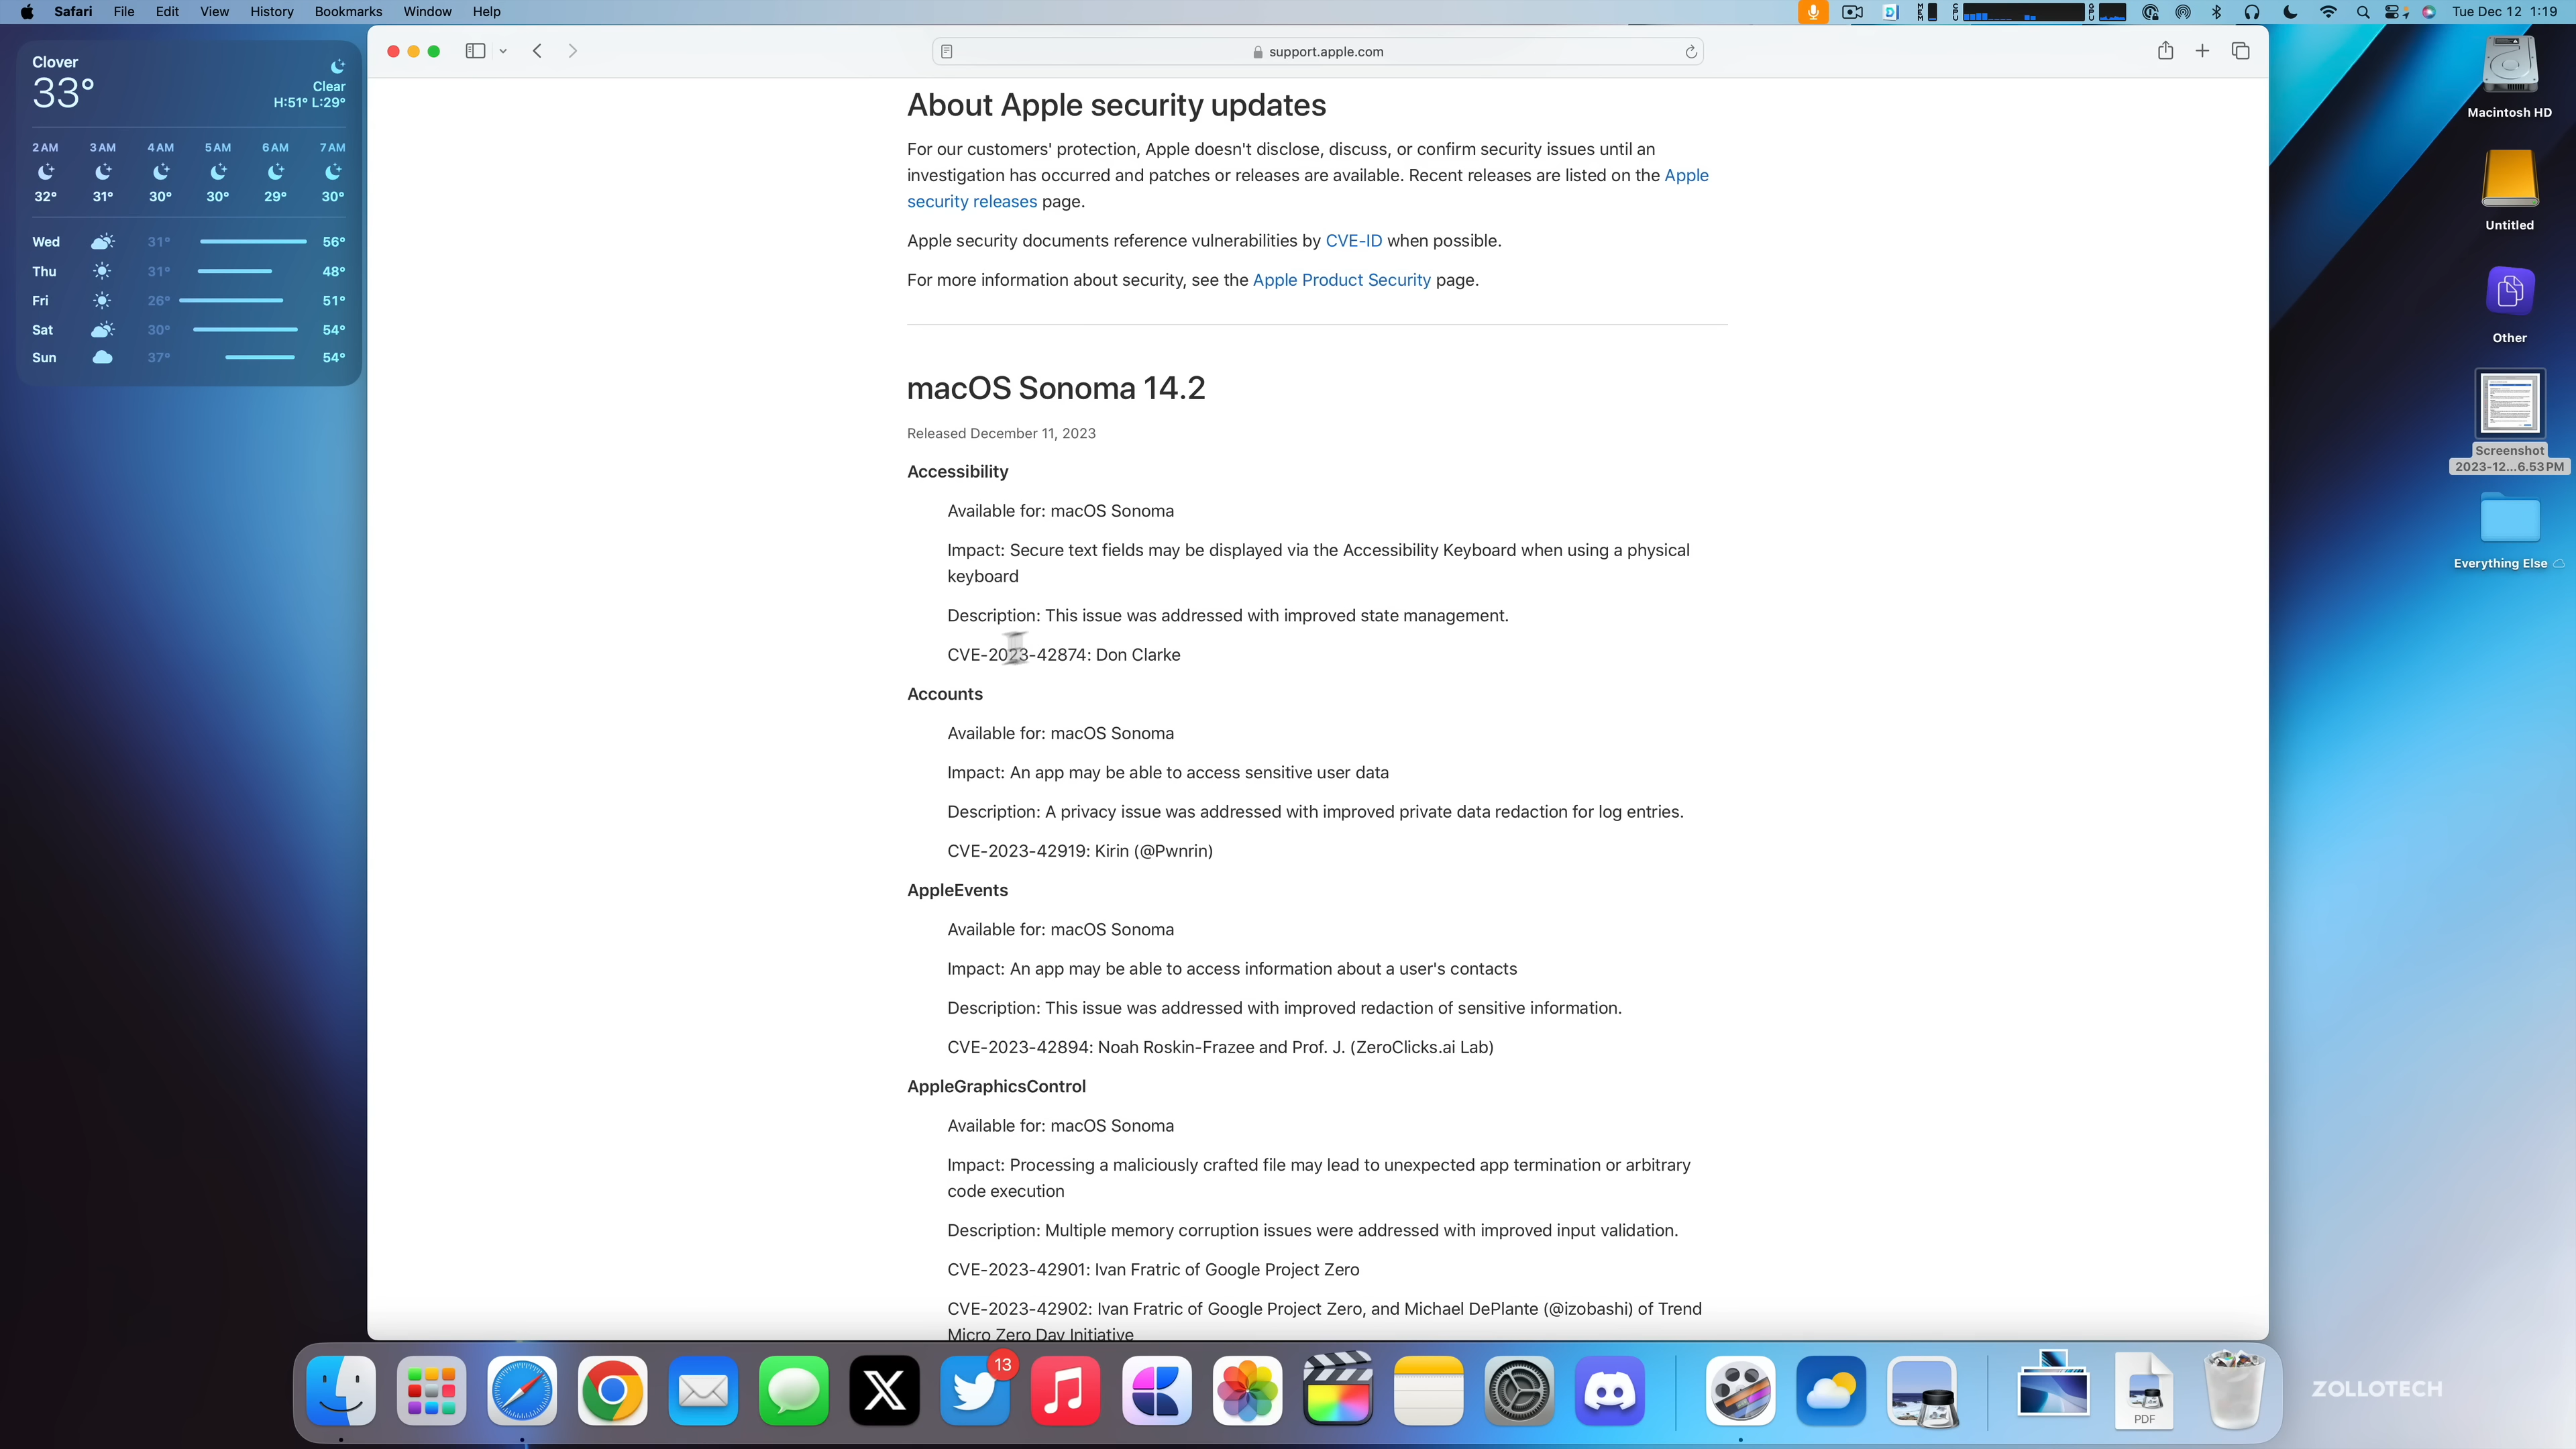 Safari File Edit View History Bookmarks Window Help
MEM CPU GPU Tue Dec 12 1:19
Clover
33°
Clear
H:51° L:29°
2 AM 3 AM 4 AM 5 AM 6 AM 7 AM
32° 31° 30° 30° 29° 30°
Wed 31° 56°
Thu 31° 48°
Fri 26° 51°
Sat 30° 54°
Sun 37° 54°
support.apple.com
About Apple security updates
For our customers' protection, Apple doesn't disclose, discuss, or confirm security issues until an
investigation has occurred and patches or releases are available. Recent releases are listed on the Apple
security releases page.
Apple security documents reference vulnerabilities by CVE-ID when possible.
For more information about security, see the Apple Product Security page.
macOS Sonoma 14.2
Released December 11, 2023
Accessibility
Available for: macOS Sonoma
Impact: Secure text fields may be displayed via the Accessibility Keyboard when using a physical
keyboard
Description: This issue was addressed with improved state management.
CVE-2023-42874: Don Clarke
Accounts
Available for: macOS Sonoma
Impact: An app may be able to access sensitive user data
Description: A privacy issue was addressed with improved private data redaction for log entries.
CVE-2023-42919: Kirin (@Pwnrin)
AppleEvents
Available for: macOS Sonoma
Impact: An app may be able to access information about a user's contacts
Description: This issue was addressed with improved redaction of sensitive information.
CVE-2023-42894: Noah Roskin-Frazee and Prof. J. (ZeroClicks.ai Lab)
AppleGraphicsControl
Available for: macOS Sonoma
Impact: Processing a maliciously crafted file may lead to unexpected app termination or arbitrary
code execution
Description: Multiple memory corruption issues were addressed with improved input validation.
CVE-2023-42901: Ivan Fratric of Google Project Zero
CVE-2023-42902: Ivan Fratric of Google Project Zero, and Michael DePlante (@izobashi) of Trend
Micro Zero Day Initiative
Macintosh HD
Untitled
Other
Screenshot
2023-12...6.53 PM
Everything Else
13
PDF
ZOLLOTECH